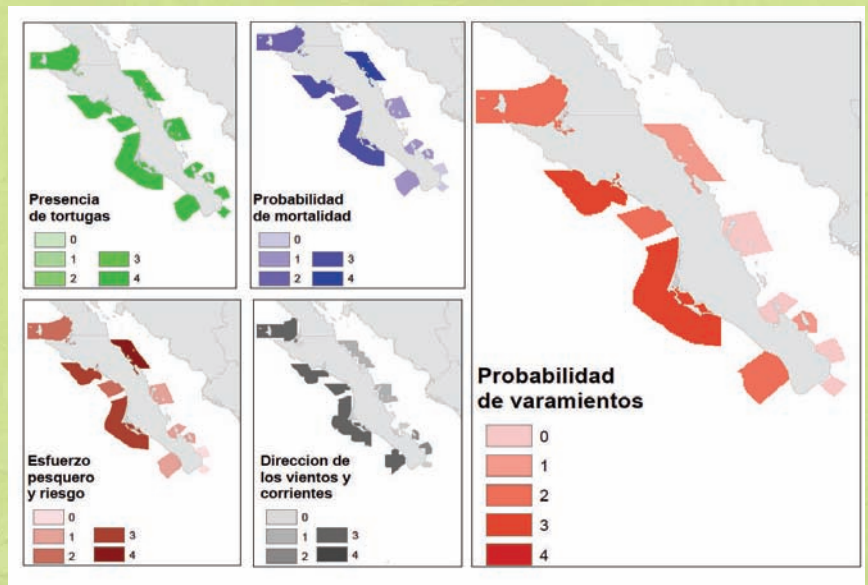 Presencia
de tortugas
0
1
3
2
4
Probabilidad
de mortalidad
0
1
3
2
4
Esfuerzo
pesquero
y riesgo
0
1
3
2
4
Direccion de
los vientos y
corrientes
0
1
3
2
4
Probabilidad
de varamientos
0
1
2
3
4